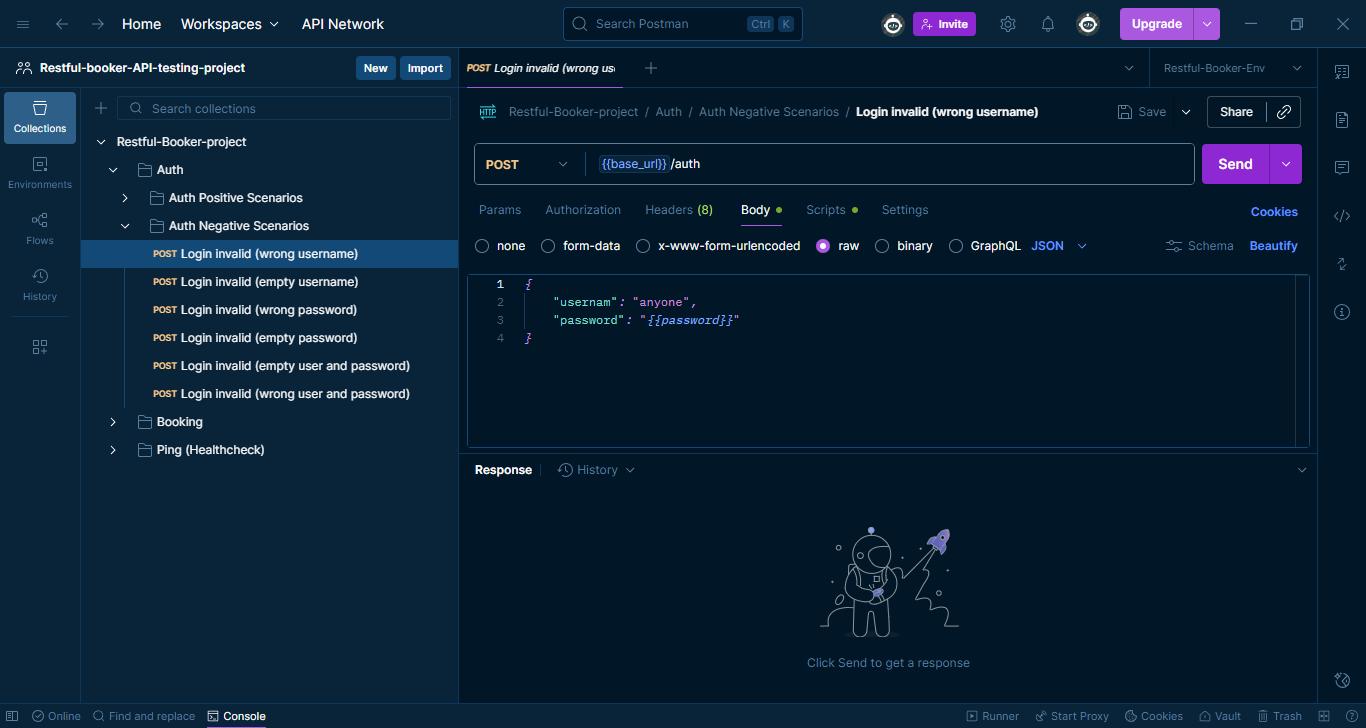 Home Workspaces API Network Search Postman Ctrl K Invite Upgrade
Restful-booker-API-testing-project New Import POST Login invalid (wrong us Restful-Booker-Env
Collections
Environments
Flows
History
Search collections
Restful-Booker-project
Auth
Auth Positive Scenarios
Auth Negative Scenarios
POST Login invalid (wrong username)
POST Login invalid (empty username)
POST Login invalid (wrong password)
POST Login invalid (empty password)
POST Login invalid (empty user and password)
POST Login invalid (wrong user and password)
Booking
Ping (Healthcheck)
HTTP Restful-Booker-project / Auth / Auth Negative Scenarios / Login invalid (wrong username) Save Share
POST {{base_url}}/auth Send
Params Authorization Headers (8) Body Scripts Settings Cookies
none form-data x-www-form-urlencoded raw binary GraphQL JSON Schema Beautify
1 {
2 "usernam": "anyone",
3 "password": "{{password}}"
4 }
Response History
Click Send to get a response
Online Find and replace Console Runner Start Proxy Cookies Vault Trash